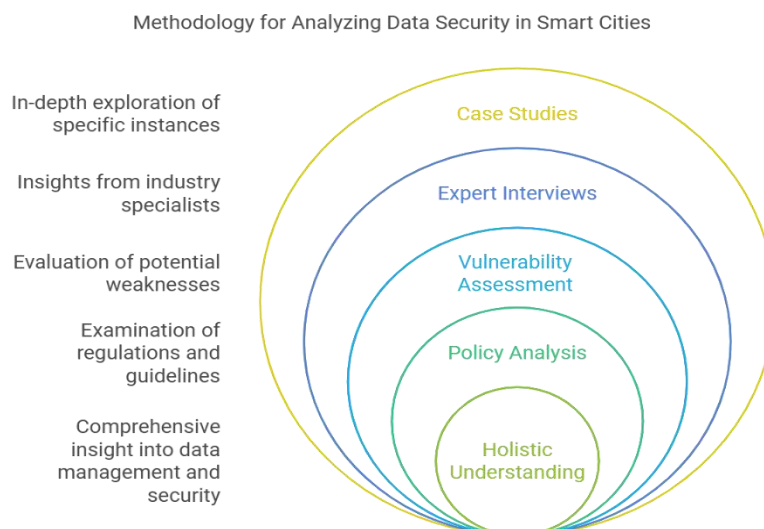 Methodology for Analyzing Data Security in Smart Cities
In-depth exploration of
specific instances
Case Studies
Insights from industry
specialists
Expert Interviews
Evaluation of potential
weaknesses
Vulnerability
Assessment
Examination of
regulations and
guidelines
Policy Analysis
Comprehensive
insight into data
management and
security
Holistic
Understanding